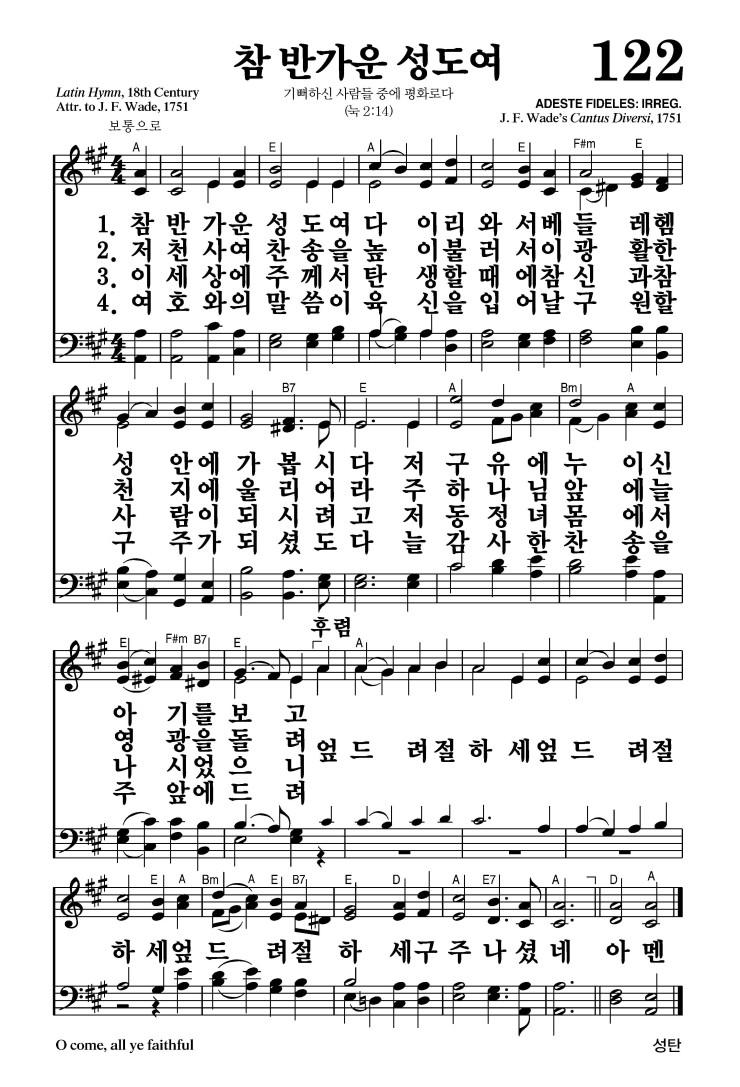 참 반가운 성도여
122
Latin Hymn, 18th Century
Attr. to J. F. Wade, 1751
기뻐하신 사람들 중에 평화로다
(눅 2:14)
ADESTE FIDELES: IRREG.
J. F. Wade's Cantus Diversi, 1751
보통으로
A E A E F#m E
4 4
1. 참 반 가운 성 도여 다 이리 와 서베 들 레헴
2. 저 천 사여 찬 송을 높 이불 러 서이 광 활한
3. 이 세 상에 주 께서 탄 생할 때 에참 신 과참
4. 여 호 와의 말 씀이 육 신을 입 어날 구 원할
4 4
B7 E A Bm A
성 안에 가 봅 시 다 저 구 유 에 누 이신
천 지에 울 리 어 라 주 하 나 님 앞 에늘
사 람이 되 시 려 고 저 동 정 녀 몸 에서
구 주가 되 셨 도 다 늘 감 사 한 찬 송을
후렴
E F#m B7 E A
아 기를 보 고
영 광을 돌 려
나 시었 으 니
주 앞에 드 려
엎 드 려절 하 세엎 드 려절
E A Bm A E B7 E D A E7 A D A
하 세엎 드 려절 하 세구 주 나 셨 네 아 멘
O come, all ye faithful
성탄